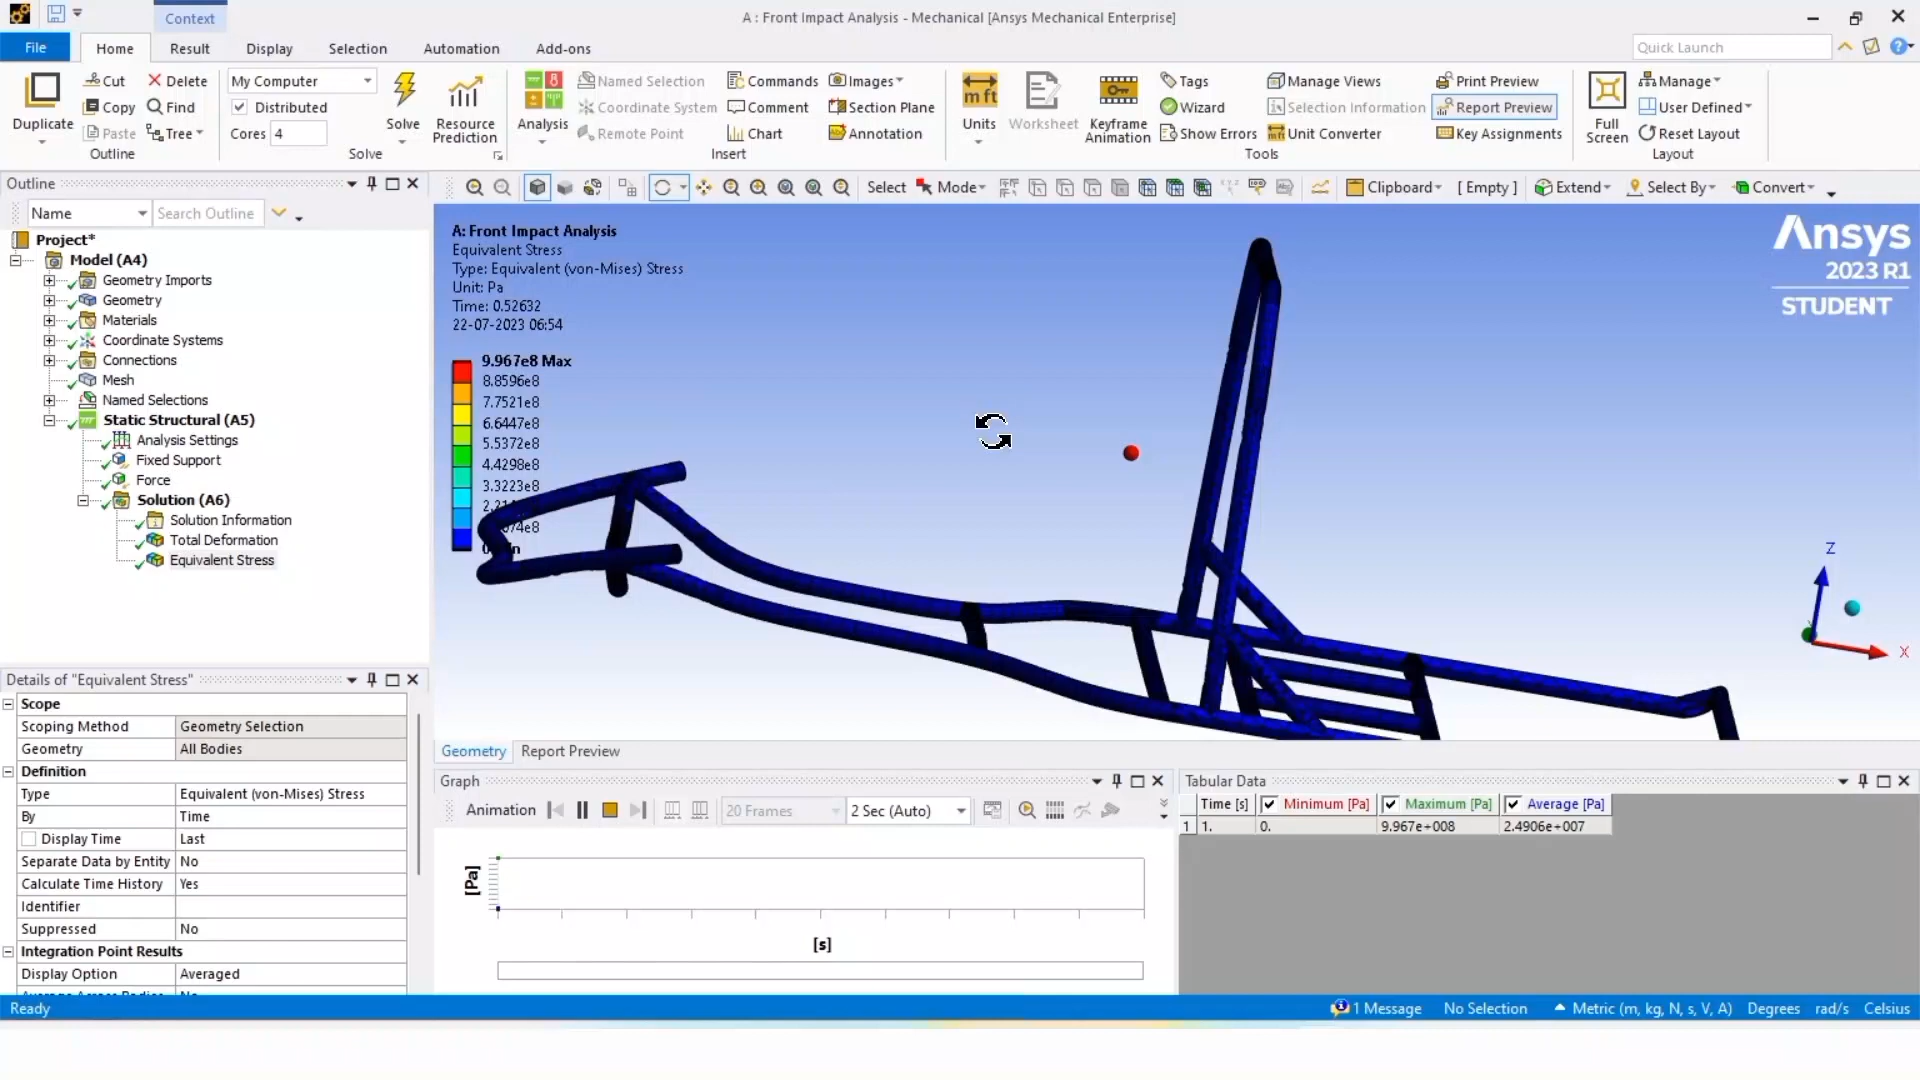 Context
A : Front Impact Analysis - Mechanical [Ansys Mechanical Enterprise]
File Home Result Display Selection Automation Add-ons
Quick Launch
Duplicate
Cut
Copy
Paste
Delete
Find
Tree
Outline
My Computer
Distributed
Cores 4
Solve
Resource Prediction
Solve
Analysis
Named Selection
Coordinate System
Remote Point
Commands
Comment
Chart
Images
Section Plane
Annotation
Insert
Units
Worksheet
Keyframe Animation
Tags
Wizard
Show Errors
Manage Views
Selection Information
Unit Converter
Print Preview
Report Preview
Key Assignments
Tools
Full Screen
Manage
User Defined
Reset Layout
Layout
Outline
Name Search Outline
Select Mode Clipboard [ Empty ] Extend Select By Convert
Project*
Model (A4)
Geometry Imports
Geometry
Materials
Coordinate Systems
Connections
Mesh
Named Selections
Static Structural (A5)
Analysis Settings
Fixed Support
Force
Solution (A6)
Solution Information
Total Deformation
Equivalent Stress
A: Front Impact Analysis
Equivalent Stress
Type: Equivalent (von-Mises) Stress
Unit: Pa
Time: 0.52632
22-07-2023 06:54
9.967e8 Max
8.8596e8
7.7521e8
6.6447e8
5.5372e8
4.4298e8
3.3223e8
Ansys
2023 R1
STUDENT
Z
X
Details of "Equivalent Stress"
Scope
Scoping Method Geometry Selection
Geometry All Bodies
Definition
Type Equivalent (von-Mises) Stress
By Time
Display Time Last
Separate Data by Entity No
Calculate Time History Yes
Identifier
Suppressed No
Integration Point Results
Display Option Averaged
Geometry Report Preview
Graph
Animation 20 Frames 2 Sec (Auto)
[Pa]
[s]
Tabular Data
Time [s] Minimum [Pa] Maximum [Pa] Average [Pa]
1 1. 0. 9.967e+008 2.4906e+007
Ready 1 Message No Selection Metric (m, kg, N, s, V, A) Degrees rad/s Celsius